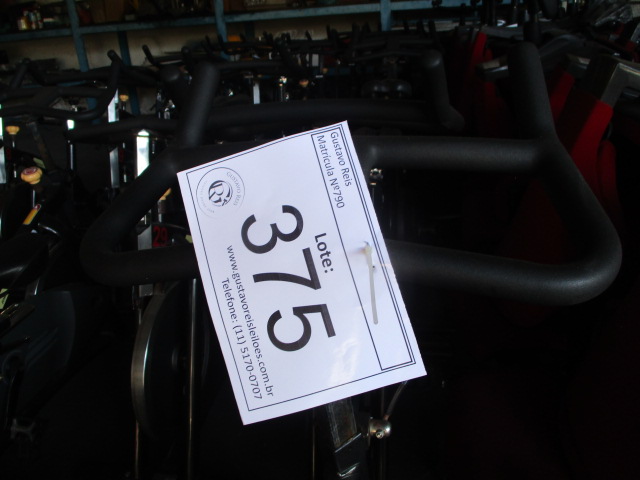 Gustavo Reis
Matrícula Nº790
Lote:
375
www.gustavoreisleiloes.com.br
Telefone: (11) 5170-0707